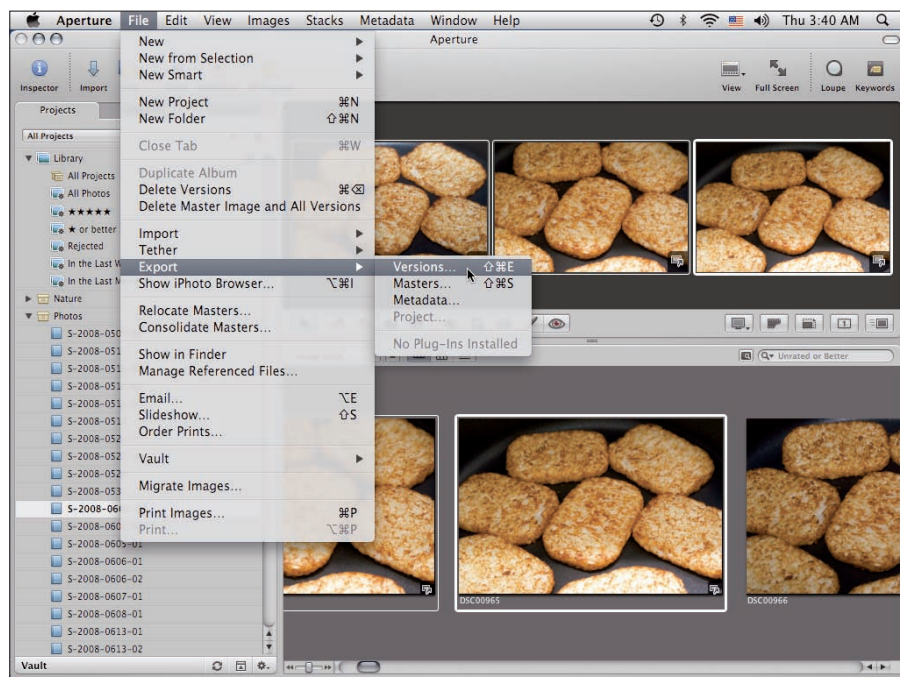 Aperture File Edit View Images Stacks Metadata Window Help Thu 3:40 AM
Aperture
Inspector Import View Full Screen Loupe Keywords
New
New from Selection
New Smart
New Project ⌘N
New Folder ⇧⌘N
Close Tab ⌘W
Duplicate Album
Delete Versions ⌘⌫
Delete Master Image and All Versions
Import
Tether
Export
Show iPhoto Browser... ⌥⌘I
Relocate Masters...
Consolidate Masters...
Show in Finder
Manage Referenced Files...
Email... ⌥E
Slideshow... ⇧S
Order Prints...
Vault
Migrate Images...
Print Images... ⌘P
Print... ⌥⌘P
Versions... ⇧⌘E
Masters... ⇧⌘S
Metadata...
Project...
No Plug-Ins Installed
Projects
All Projects
Library
All Projects
All Photos
★★★★★
★ or better
Rejected
In the Last
In the Last
Nature
Photos
S-2008-050
S-2008-051
S-2008-051
S-2008-051
S-2008-051
S-2008-051
S-2008-052
S-2008-052
S-2008-052
S-2008-053
S-2008-060
S-2008-0605-01
S-2008-0606-01
S-2008-0606-02
S-2008-0607-01
S-2008-0608-01
S-2008-0613-01
S-2008-0613-02
Vault
Unrated or Better
DSC00965
DSC00966